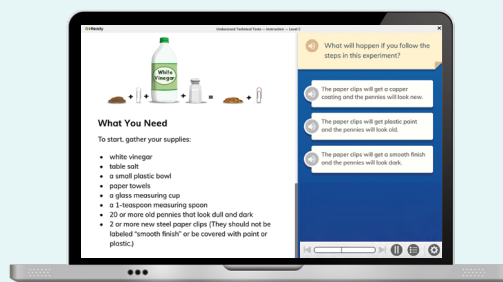 i-Ready
Understand Technical Texts — Instruction — Level C
White
Vinegar
What You Need
To start, gather your supplies:
• white vinegar
• table salt
• a small plastic bowl
• paper towels
• a glass measuring cup
• a 1-teaspoon measuring spoon
• 20 or more old pennies that look dull and dark
• 2 or more new steel paper clips (They should not be
labeled "smooth finish" or be covered with paint or
plastic.)
What will happen if you follow the
steps in this experiment?
The paper clips will get a copper
coating and the pennies will look new.
The paper clips will get plastic paint
and the pennies will look old.
The paper clips will get a smooth finish
and the pennies will look dark.